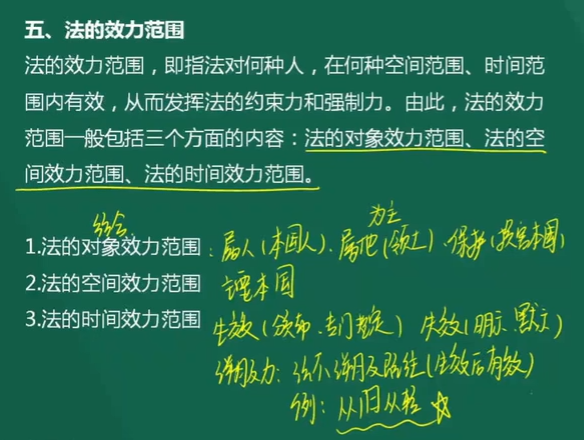 五、法的效力范围
法的效力范围，即指法对何种人，在何种空间范围、时间范
围内有效，从而发挥法的约束力和强制力。由此，法的效力
范围一般包括三个方面的内容：法的对象效力范围、法的空
间效力范围、法的时间效力范围。
综合 为主
1.法的对象效力范围：属人(本国人)、属地(领土)、保护(损害本国)
2.法的空间效力范围 主权本国
3.法的时间效力范围
生效(颁布、专门规定) 失效(明示、默示)
溯及力：法不溯及既往(生效后有效)
例：从旧从轻☆